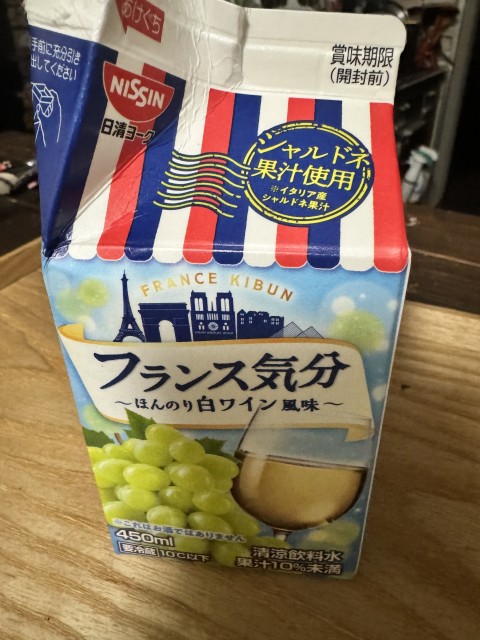 あけぐち
手前に充分引き
出してください
賞味期限
(開封前)
NISSIN
日清ヨーク
シャルドネ
果汁使用
※イタリア産
シャルドネ果汁
FRANCE KIBUN
フランス気分
～ほんのり白ワイン風味～
※これはお酒ではありません
450ml
要冷蔵 10℃以下
清涼飲料水
果汁10%未満